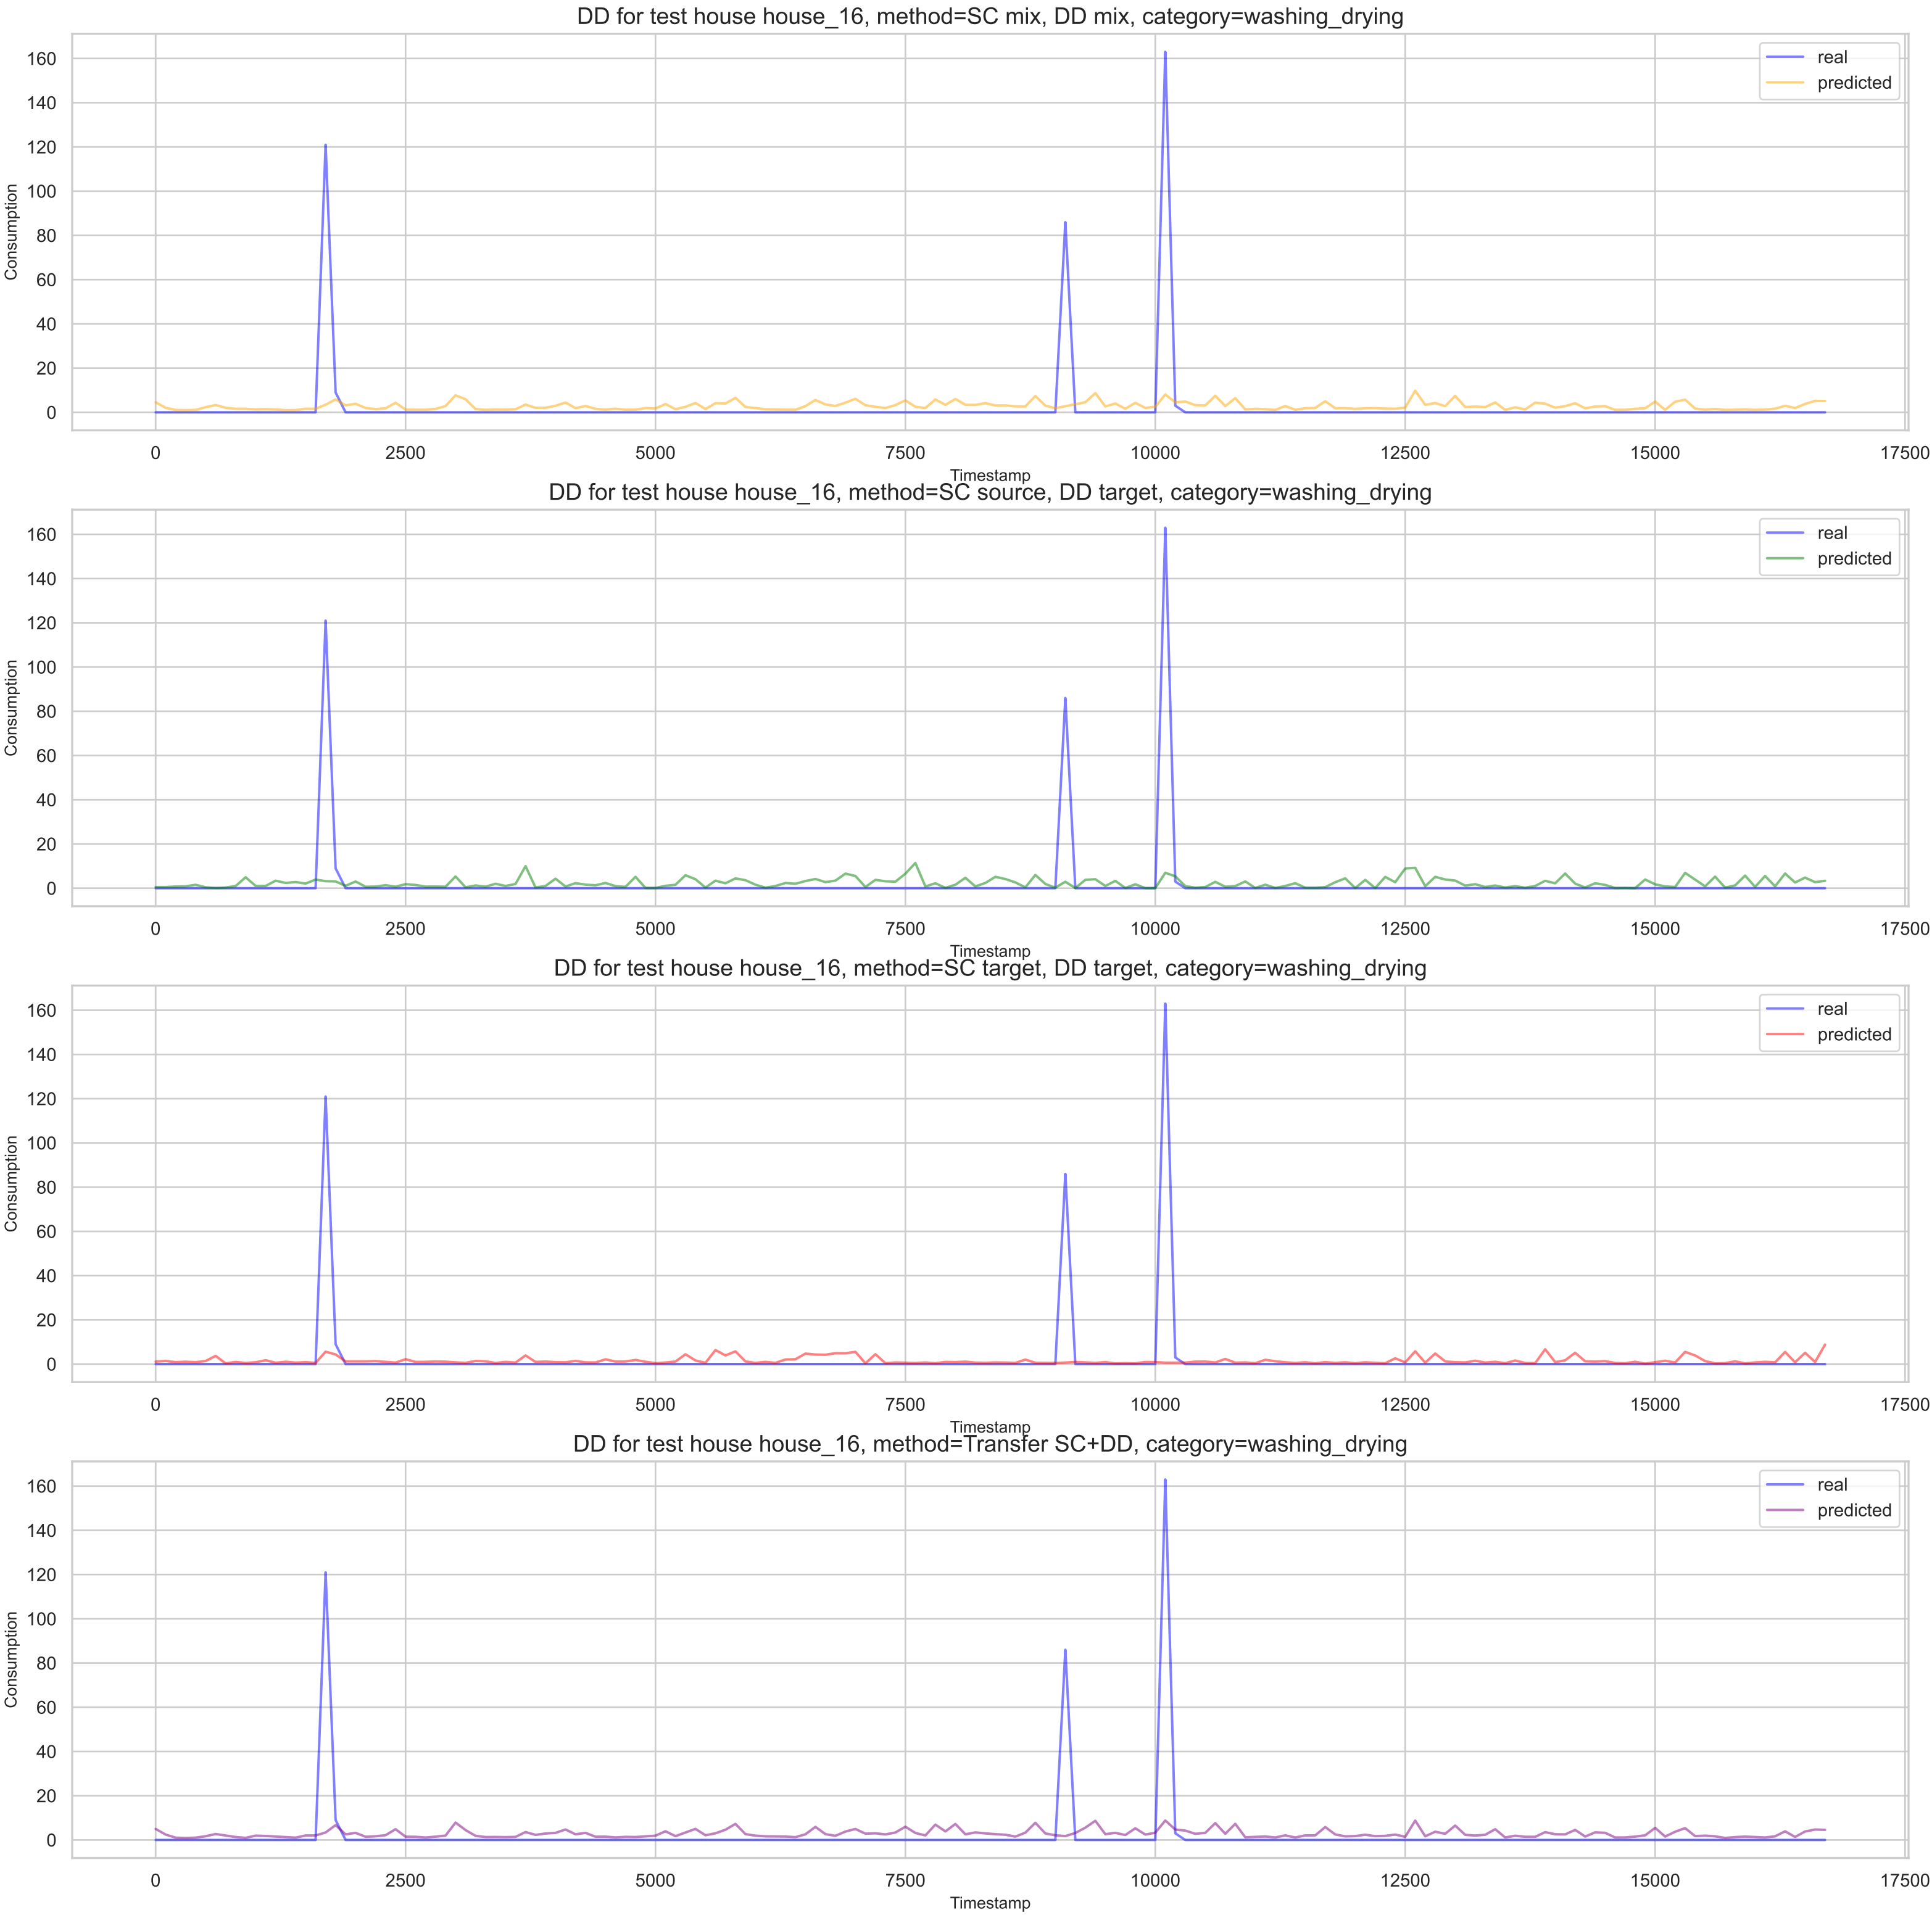 DD for test house house_16, method=SC mix, DD mix, category=washing_drying
160
140
120
100
80
60
40
20
0
Consumption
real
predicted
0 2500 5000 7500 10000 12500 15000 17500
Timestamp
DD for test house house_16, method=SC source, DD target, category=washing_drying
160
140
120
100
80
60
40
20
0
Consumption
real
predicted
0 2500 5000 7500 10000 12500 15000 17500
Timestamp
DD for test house house_16, method=SC target, DD target, category=washing_drying
160
140
120
100
80
60
40
20
0
Consumption
real
predicted
0 2500 5000 7500 10000 12500 15000 17500
Timestamp
DD for test house house_16, method=Transfer SC+DD, category=washing_drying
160
140
120
100
80
60
40
20
0
Consumption
real
predicted
0 2500 5000 7500 10000 12500 15000 17500
Timestamp